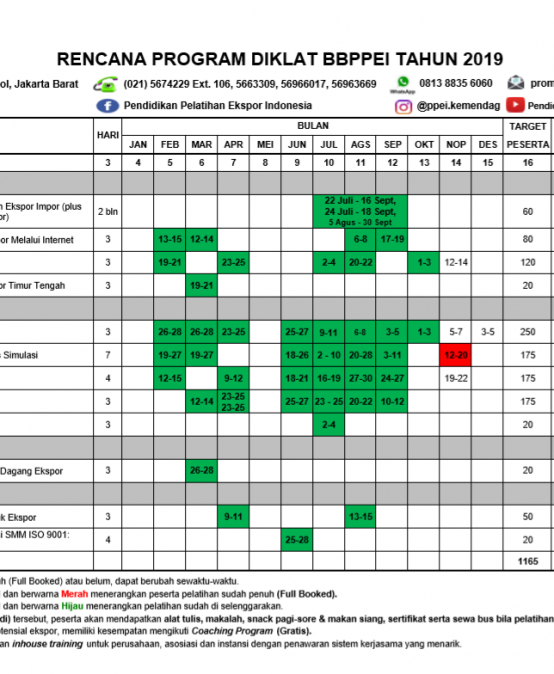 RENCANA PROGRAM DIKLAT BBPPEI TAHUN 2019
ol, Jakarta Barat (021) 5674229 Ext. 106, 5663309, 56966017, 56963669 WhatsApp 0813 8835 6060 prom
Pendidikan Pelatihan Ekspor Indonesia @ppei.kemendag Pendid
HARI BULAN TARGET PESERTA
JAN FEB MAR APR MEI JUN JUL AGS SEP OKT NOP DES
3 4 5 6 7 8 9 10 11 12 13 14 15 16
n Ekspor Impor (plus
or) 2 bln 22 Juli - 16 Sept, 60
24 Juli - 18 Sept,
5 Agus - 30 Sept
or Melalui Internet 3 13-15 12-14 6-8 17-19 80
3 19-21 23-25 2-4 20-22 1-3 12-14 120
or Timur Tengah 3 19-21 20
3 26-28 26-28 23-25 25-27 9-11 6-8 3-5 1-3 5-7 3-5 250
s Simulasi 7 19-27 19-27 18-26 2 - 10 20-28 3-11 12-20 175
4 12-15 9-12 18-21 16-19 27-30 24-27 19-22 175
3 12-14 23-25 23-25 25-27 23 - 25 20-22 10-12 175
3 2-4 20
Dagang Ekspor 3 26-28 20
uk Ekspor 3 9-11 13-15 50
si SMM ISO 9001: 4 25-28 20
1165
uh (Full Booked) atau belum, dapat berubah sewaktu-waktu.
l dan berwarna Merah menerangkan peserta pelatihan sudah penuh (Full Booked).
l dan berwarna Hijau menerangkan pelatihan sudah di selenggarakan.
di) tersebut, peserta akan mendapatkan alat tulis, makalah, snack pagi-sore & makan siang, sertifikat serta sewa bus bila pelatihan
otensial ekspor, memiliki kesempatan mengikuti Coaching Program (Gratis).
an inhouse training untuk perusahaan, asosiasi dan instansi dengan penawaran sistem kerjasama yang menarik.